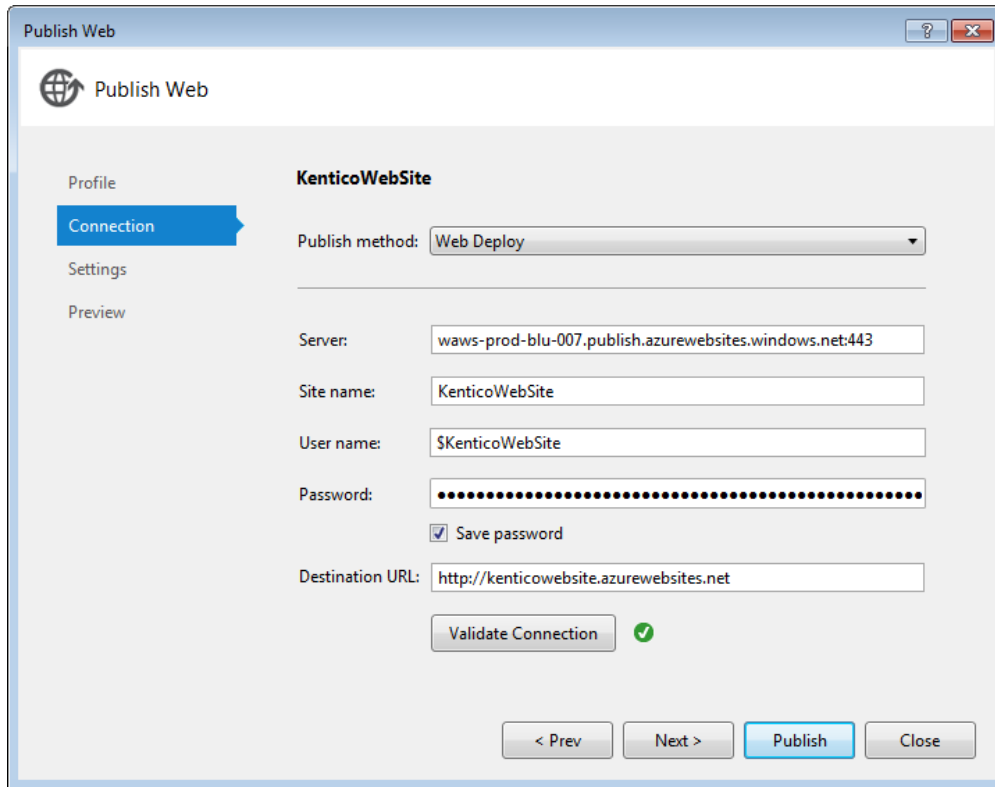 Publish Web
Publish Web
Profile
Connection
Settings
Preview
KenticoWebSite
Publish method: Web Deploy
Server: waws-prod-blu-007.publish.azurewebsites.windows.net:443
Site name: KenticoWebSite
User name: $KenticoWebSite
Password: ••••••••••••••••••••••••••••••••••••••••••••••••••
Save password
Destination URL: http://kenticowebsite.azurewebsites.net
Validate Connection
< Prev Next > Publish Close